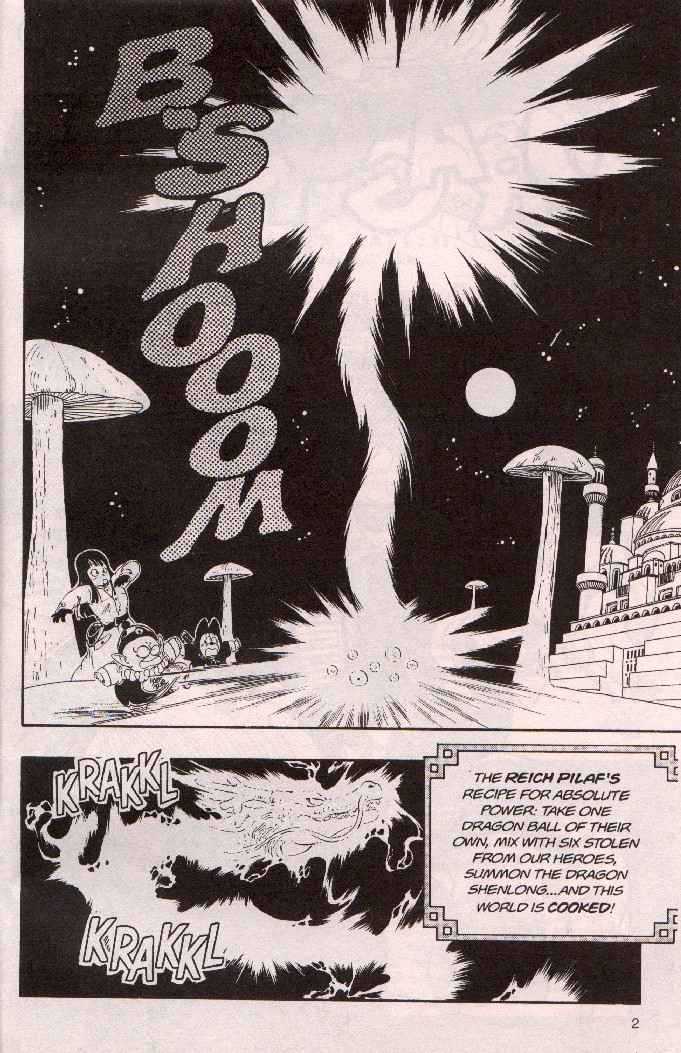 B'SHOOOM
KRAKKL
THE REICH PILAF'S
RECIPE FOR ABSOLUTE
POWER: TAKE ONE
DRAGON BALL OF THEIR
OWN, MIX WITH SIX STOLEN
FROM OUR HEROES,
SUMMON THE DRAGON
SHENLONG...AND THIS
WORLD IS COOKED!
KRAKKL
2